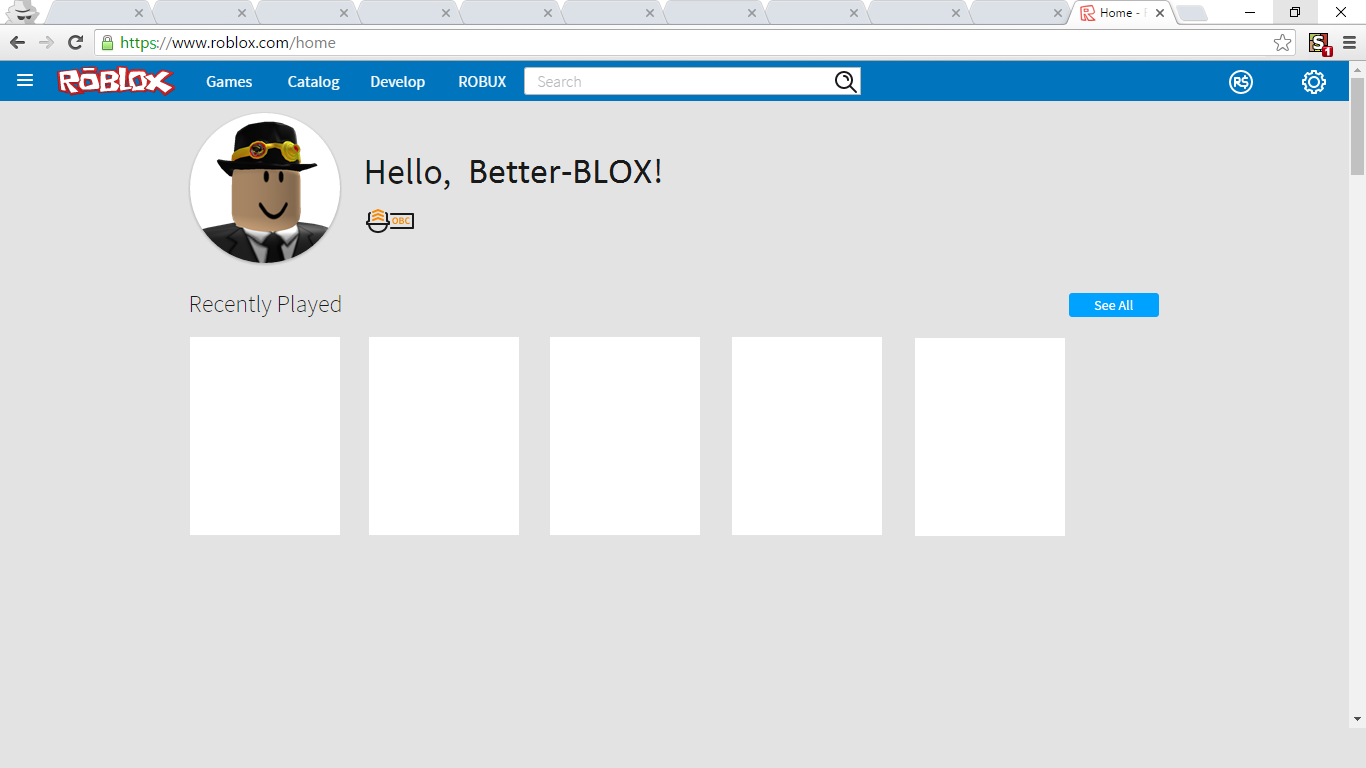 Home -
https://www.roblox.com/home
S
1
ROBLOX
Games
Catalog
Develop
ROBUX
Search
R$
Hello, Better-BLOX!
OBC
Recently Played
See All